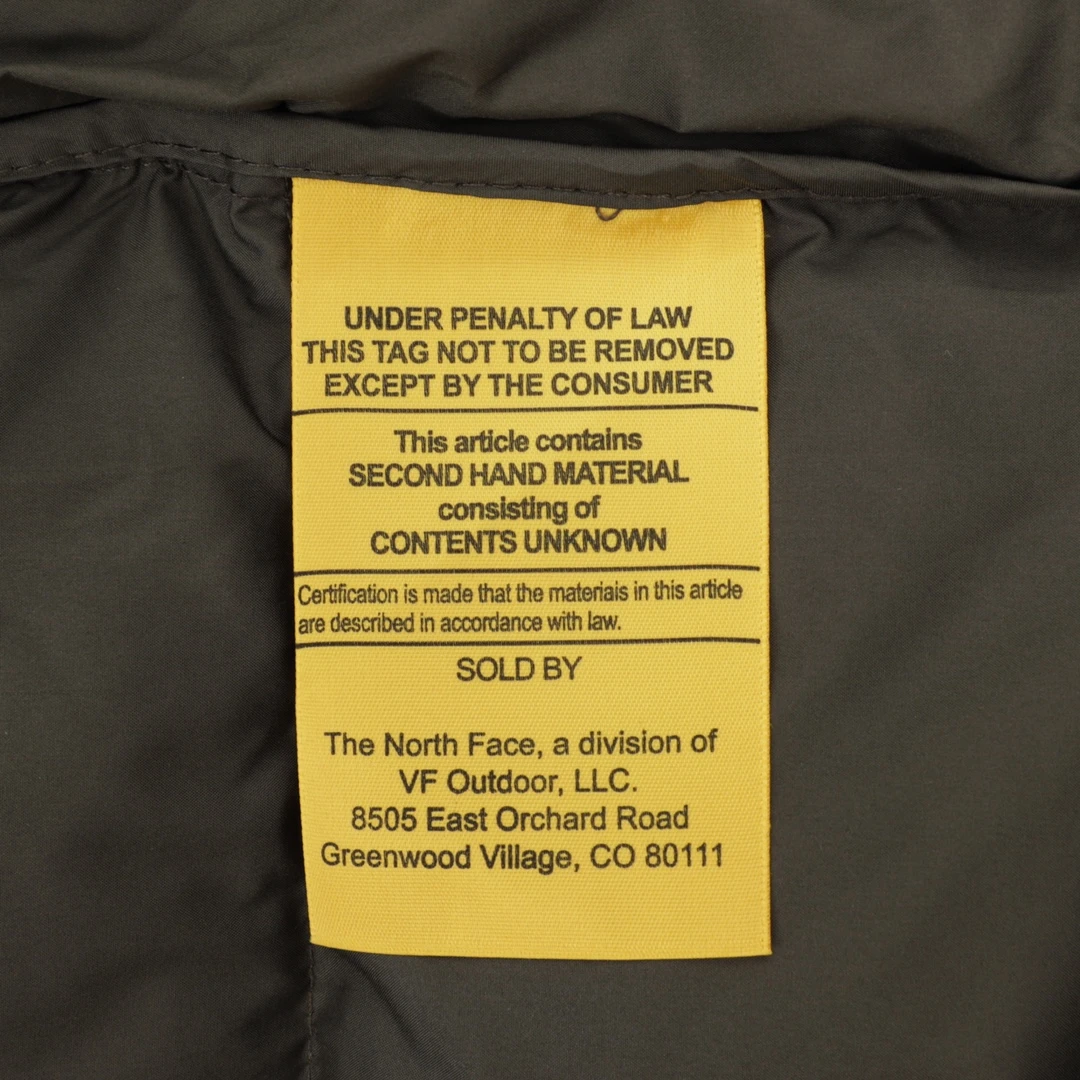 UNDER PENALTY OF LAW
THIS TAG NOT TO BE REMOVED
EXCEPT BY THE CONSUMER
This article contains
SECOND HAND MATERIAL
consisting of
CONTENTS UNKNOWN
Certification is made that the materiais in this article
are described in accordance with law.
SOLD BY
The North Face, a division of
VF Outdoor, LLC.
8505 East Orchard Road
Greenwood Village, CO 80111